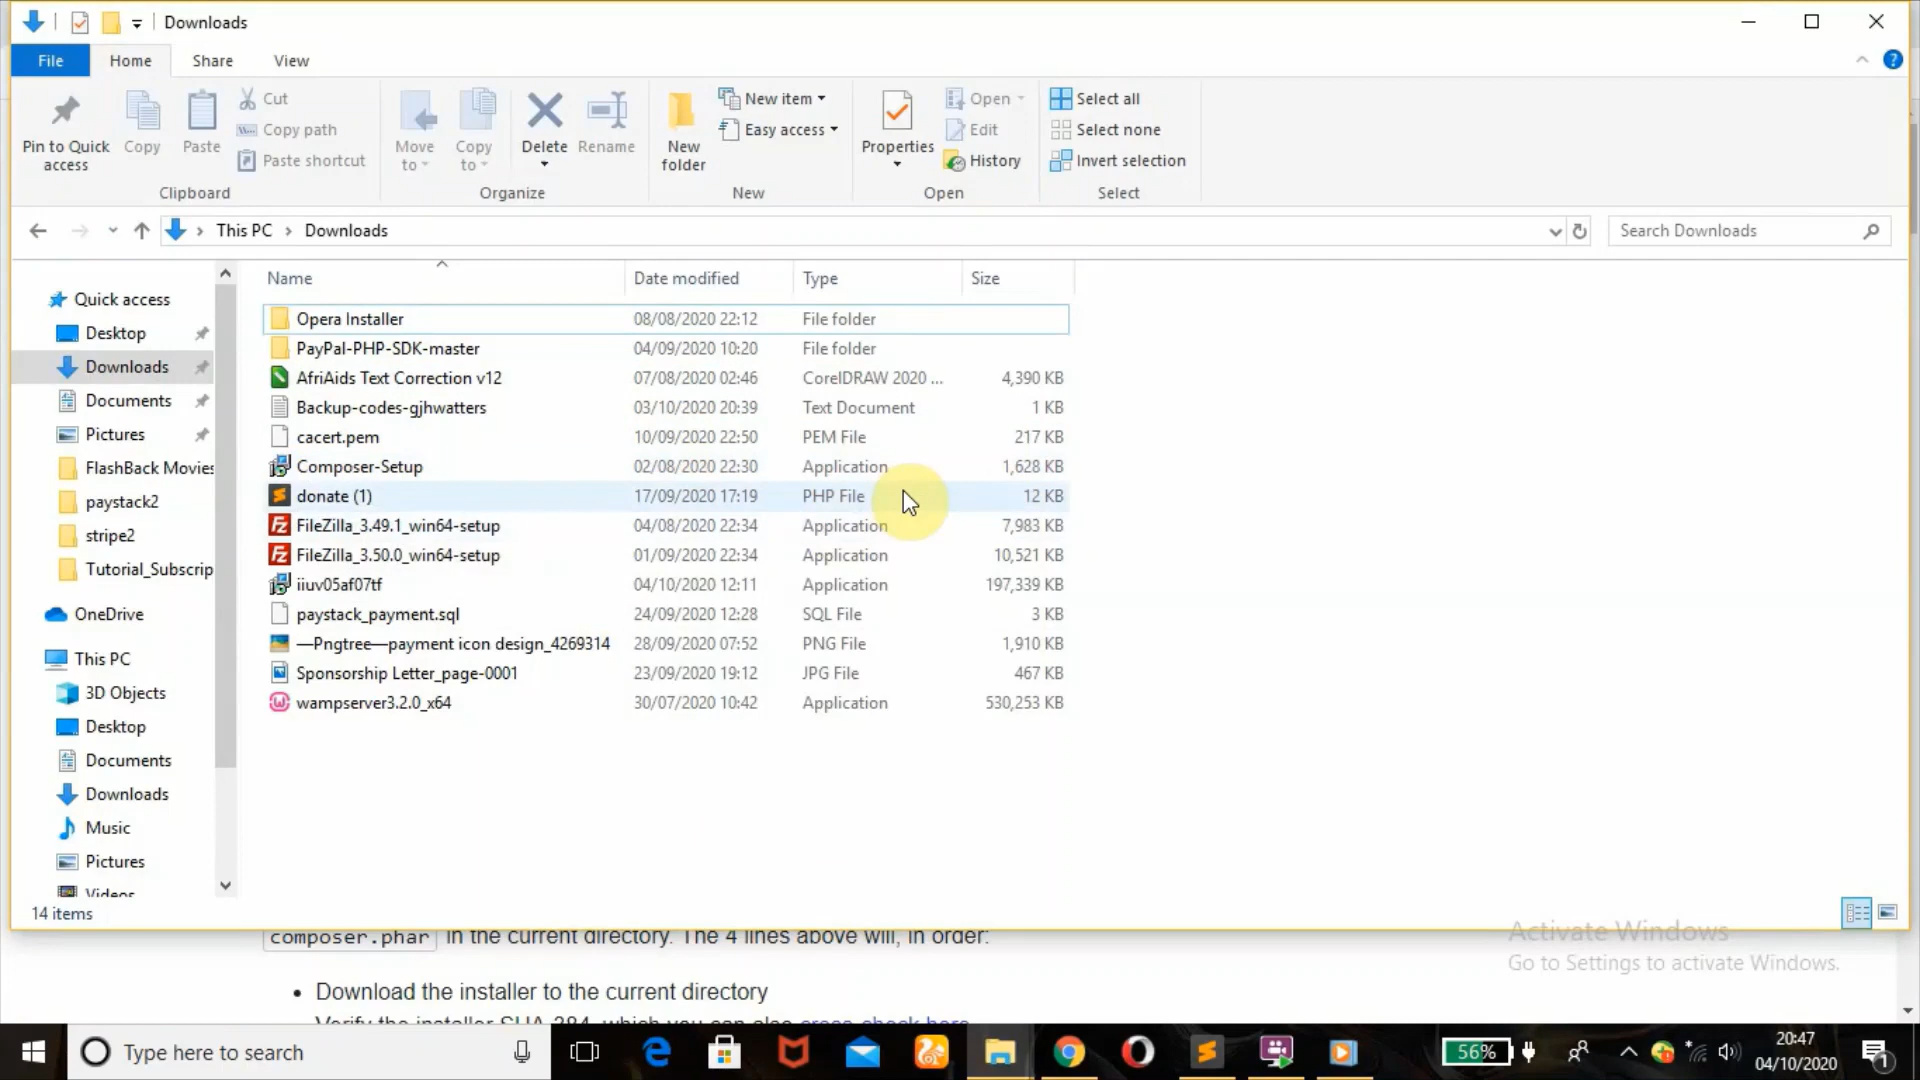 Downloads
File Home Share View
Pin to Quick access
Copy
Paste
Cut
Copy path
Paste shortcut
Clipboard
Move to
Copy to
Delete
Rename
Organize
New folder
New item
Easy access
New
Properties
Open
Edit
History
Open
Select all
Select none
Invert selection
Select
This PC Downloads
Search Downloads
Quick access
Desktop
Downloads
Documents
Pictures
FlashBack Movies
paystack2
stripe2
Tutorial_Subscrip
OneDrive
This PC
3D Objects
Desktop
Documents
Downloads
Music
Pictures
Videos
Name Date modified Type Size
Opera Installer 08/08/2020 22:12 File folder
PayPal-PHP-SDK-master 04/09/2020 10:20 File folder
AfriAids Text Correction v12 07/08/2020 02:46 CorelDRAW 2020 ... 4,390 KB
Backup-codes-gjhwatters 03/10/2020 20:39 Text Document 1 KB
cacert.pem 10/09/2020 22:50 PEM File 217 KB
Composer-Setup 02/08/2020 22:30 Application 1,628 KB
donate (1) 17/09/2020 17:19 PHP File 12 KB
FileZilla_3.49.1_win64-setup 04/08/2020 22:34 Application 7,983 KB
FileZilla_3.50.0_win64-setup 01/09/2020 22:34 Application 10,521 KB
iiuv05af07tf 04/10/2020 12:11 Application 197,339 KB
paystack_payment.sql 24/09/2020 12:28 SQL File 3 KB
—Pngtree—payment icon design_4269314 28/09/2020 07:52 PNG File 1,910 KB
Sponsorship Letter_page-0001 23/09/2020 19:12 JPG File 467 KB
wampserver3.2.0_x64 30/07/2020 10:42 Application 530,253 KB
14 items
composer.phar in the current directory. The 4 lines above will, in order:
• Download the installer to the current directory
Verify the installer SHA-384, which you can also cross-check here
Activate Windows
Go to Settings to activate Windows.
Type here to search
56%
20:47
04/10/2020
1